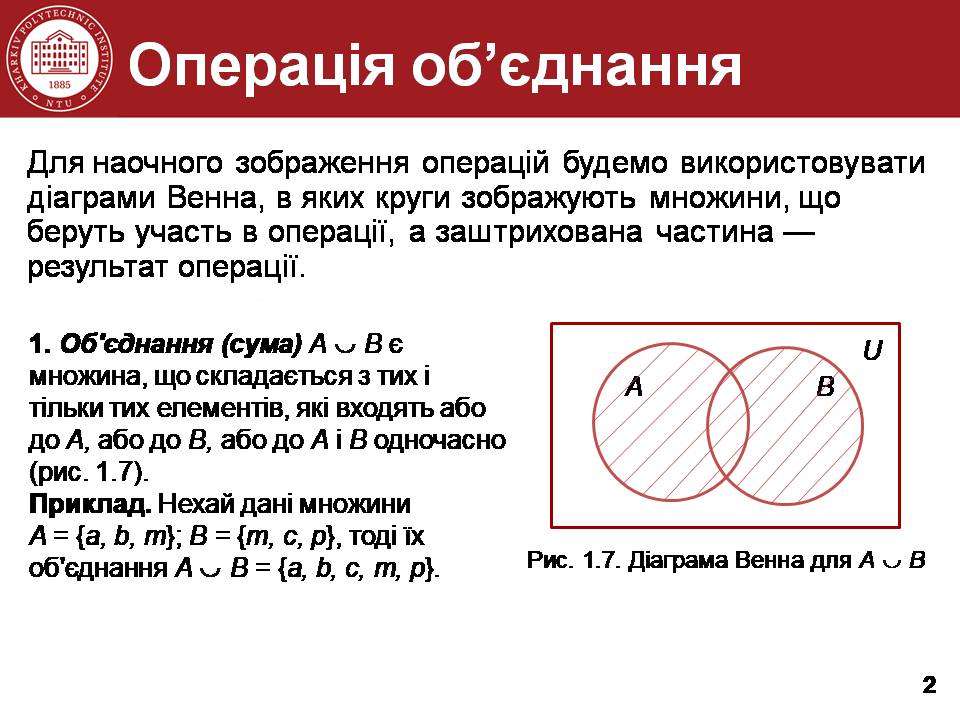 KHARKIV POLYTECHNIC INSTITUTE
1885
NTU
Операція об’єднання
Для наочного зображення операцій будемо використовувати
діаграми Венна, в яких круги зображують множини, що
беруть участь в операції, а заштрихована частина —
результат операції.
1. Об'єднання (сума) A ∪ B є
множина, що складається з тих і
тільки тих елементів, які входять або
до A, або до B, або до A і B одночасно
(рис. 1.7).
Приклад. Нехай дані множини
A = {a, b, m}; B = {m, c, p}, тоді їх
об'єднання A ∪ B = {a, b, c, m, p}.
U
A
B
Рис. 1.7. Діаграма Венна для A ∪ B
2